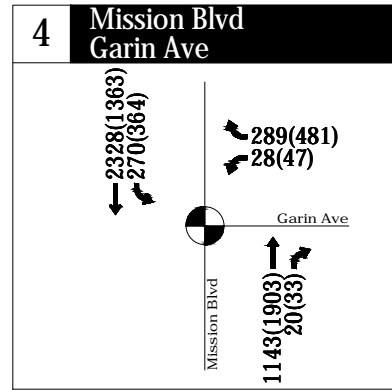 4
Mission Blvd
Garin Ave
2328(1363)
270(364)
289(481)
28(47)
Garin Ave
Mission Blvd
1143(1903)
20(33)